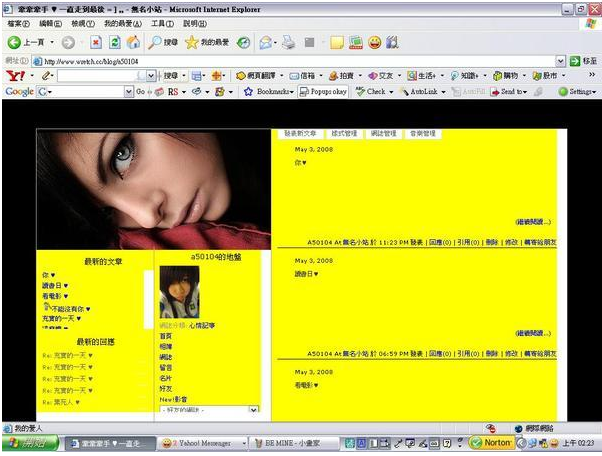 牽牽牽手 ♥ 一直走到最後 = ] 。。 - 無名小站 - Microsoft Internet Explorer
檔案(F) 編輯(E) 檢視(V) 我的最愛(A) 工具(T) 說明(H)
上一頁 搜尋 我的最愛
網址(D) http://www.wretch.cc/blog/a50104 移至
Y! 搜尋 網頁翻譯 信箱 拍賣 交友 生活+ 知識+ 購物 股市
Google G Go RS Bookmarks Popups okay Check AutoLink AutoFill Send to Settings
發表新文章 樣式管理 網誌管理 音樂管理
May 3, 2008
你 ♥
(繼續閱讀...)
A50104 At 無名小站 於 11:23 PM 發表 | 回應(0) | 引用(0) | 刪除 | 修改 | 轉寄給朋友
May 3, 2008
讀書日 ♥
(繼續閱讀...)
A50104 At 無名小站 於 06:59 PM 發表 | 回應(0) | 引用(0) | 刪除 | 修改 | 轉寄給朋友
May 3, 2008
看電影 ♥
最新的文章
你 ♥
讀書日 ♥
看電影 ♥
不能沒有你 ♥
充實的一天 ♥
最新的回應
Re: 充實的一天 ♥
Re: 充實的一天 ♥
Re: 充實的一天 ♥
Re: 充實的一天 ♥
Re: 第充人 ♥
a50104的地盤
網誌分類: 心情記事
首頁
相簿
網誌
留言
名片
好友
New!影音
- 好友的網誌 -
我的登入
網際網路
開始 牽牽牽手 ♥ 一直走... 2 Yahoo! Messenger BE MINE - 小畫家 Norton 上午 02:23